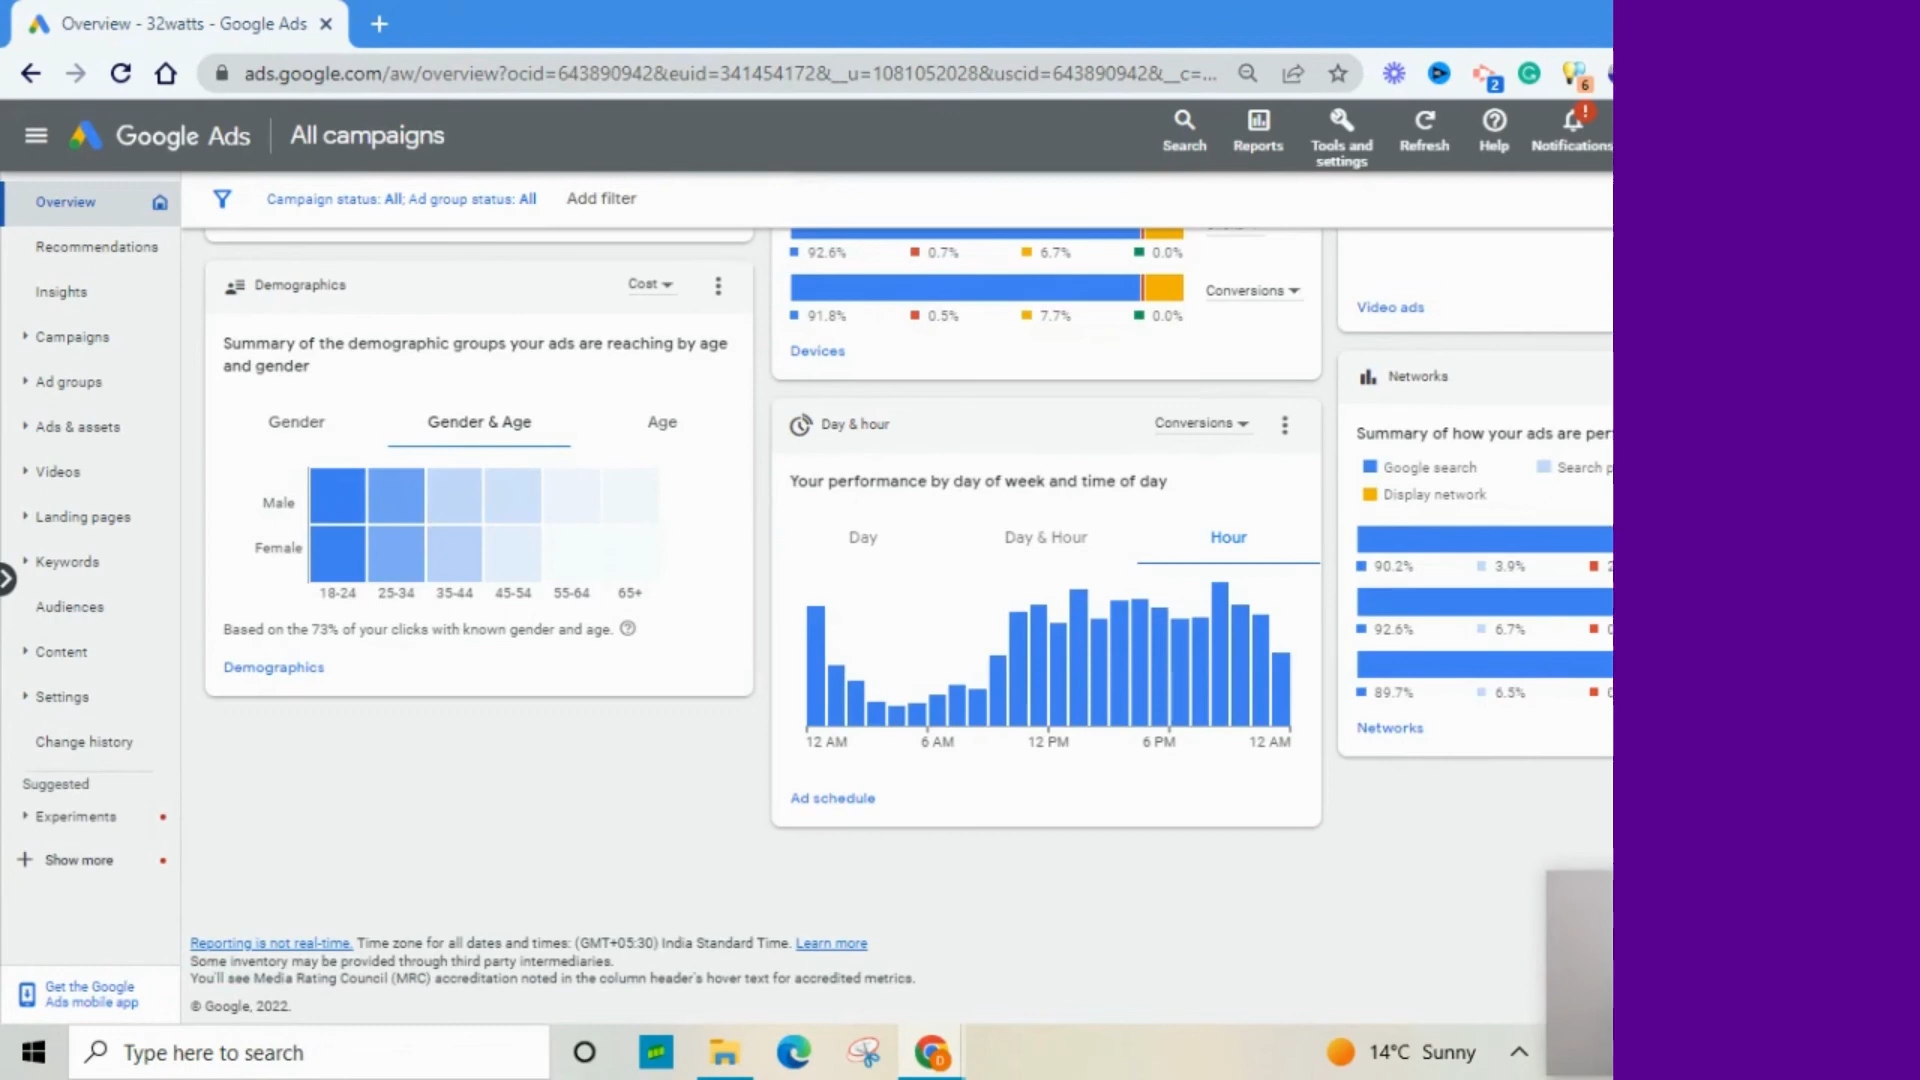 Overview - 32watts - Google Ads
ads.google.com/aw/overview?ocid=643890942&euid=341454172&__u=1081052028&uscid=643890942&__c=...
2
6
Google Ads
All campaigns
Search
Reports
Tools and settings
Refresh
Help
Notifications
Overview
Recommendations
Insights
Campaigns
Ad groups
Ads & assets
Videos
Landing pages
Keywords
Audiences
Content
Settings
Change history
Suggested
Experiments
Show more
Get the Google
Ads mobile app
Campaign status: All; Ad group status: All
Add filter
Demographics
Cost
Summary of the demographic groups your ads are reaching by age
and gender
Gender
Gender & Age
Age
Male
Female
18-24 25-34 35-44 45-54 55-64 65+
Based on the 73% of your clicks with known gender and age.
Demographics
92.6% 0.7% 6.7% 0.0%
Conversions
91.8% 0.5% 7.7% 0.0%
Devices
Day & hour
Conversions
Your performance by day of week and time of day
Day
Day & Hour
Hour
12 AM 6 AM 12 PM 6 PM 12 AM
Ad schedule
Video ads
Networks
Summary of how your ads are per
Google search
Search p
Display network
90.2% 3.9% 2
92.6% 6.7% 0
89.7% 6.5% 0
Networks
Reporting is not real-time. Time zone for all dates and times: (GMT+05:30) India Standard Time. Learn more
Some inventory may be provided through third party intermediaries.
You'll see Media Rating Council (MRC) accreditation noted in the column header's hover text for accredited metrics.
© Google, 2022.
Type here to search
D
14°C Sunny